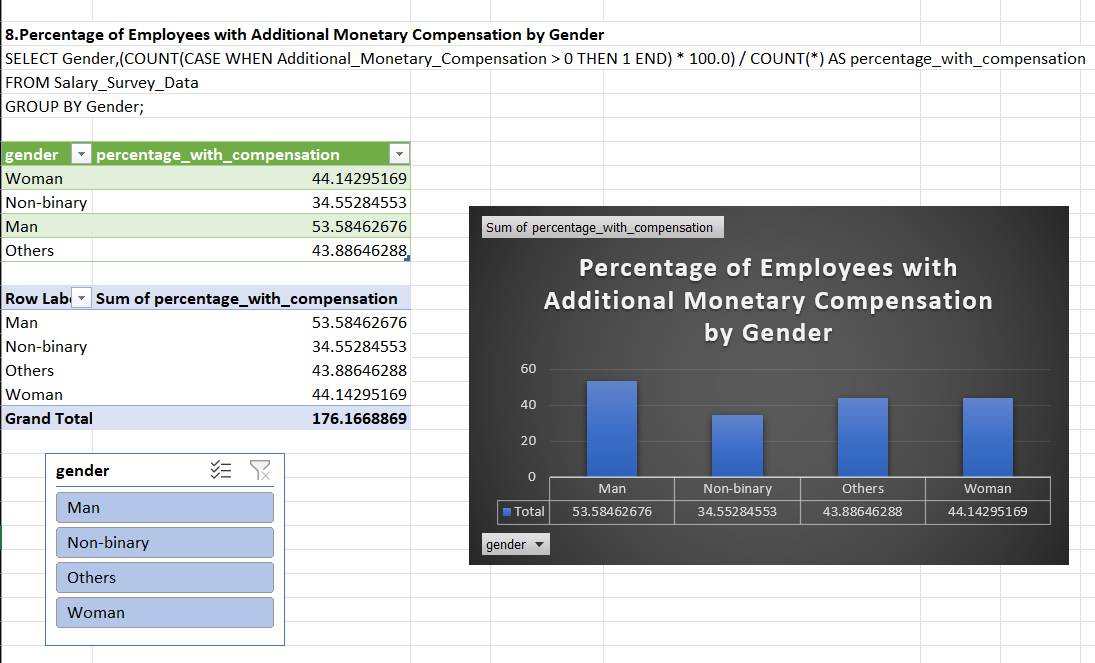 8.Percentage of Employees with Additional Monetary Compensation by Gender
SELECT Gender,(COUNT(CASE WHEN Additional_Monetary_Compensation > 0 THEN 1 END) * 100.0) / COUNT(*) AS percentage_with_compensation
FROM Salary_Survey_Data
GROUP BY Gender;
gender percentage_with_compensation
Woman 44.14295169
Non-binary 34.55284553
Man 53.58462676
Others 43.88646288
Row Labe Sum of percentage_with_compensation
Man 53.58462676
Non-binary 34.55284553
Others 43.88646288
Woman 44.14295169
Grand Total 176.1668869
gender
Man
Non-binary
Others
Woman
Sum of percentage_with_compensation
Percentage of Employees with
Additional Monetary Compensation
by Gender
60
40
20
0
Man Non-binary Others Woman
Total 53.58462676 34.55284553 43.88646288 44.14295169
gender